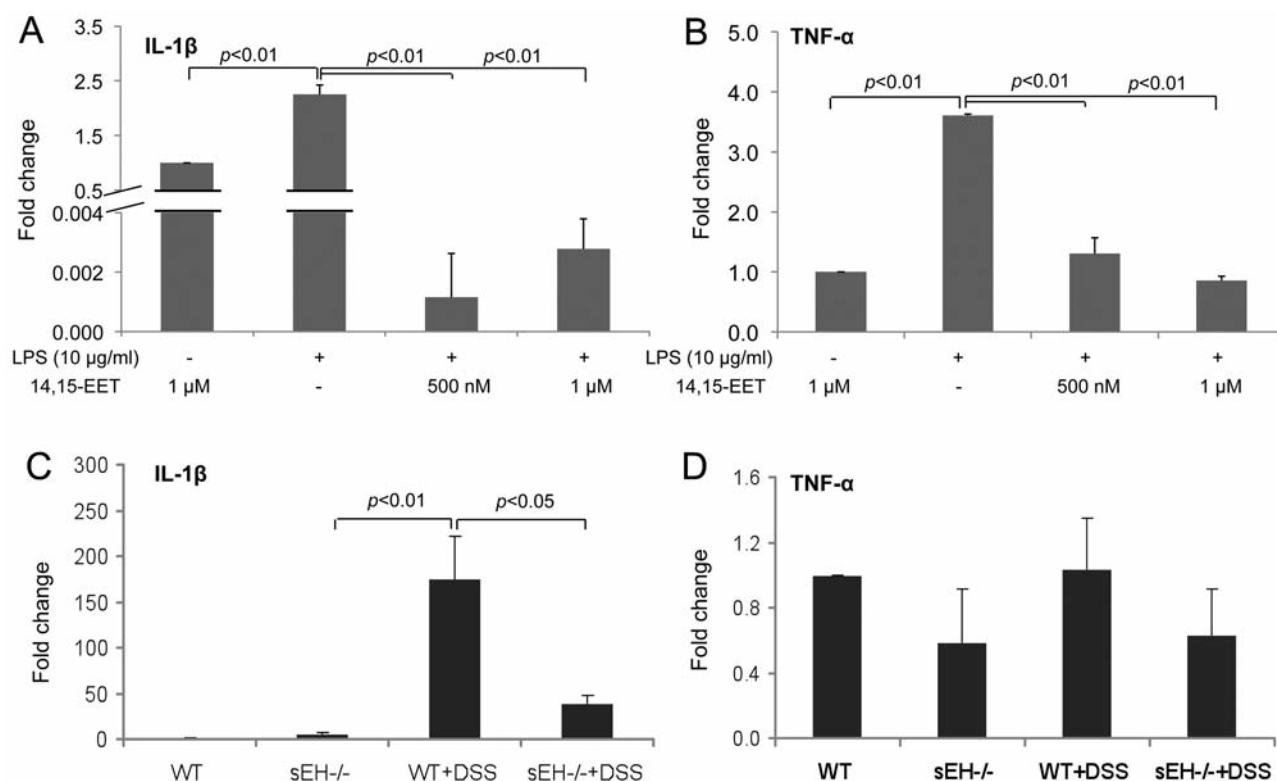 A
IL-1β
3.5
2.5
1.5
0.5
0.004
0.002
0.000
Fold change
p<0.01
p<0.01
p<0.01
LPS (10 µg/ml) - + + +
14,15-EET 1 µM - 500 nM 1 µM
B
TNF-α
5.0
4.0
3.0
2.0
1.0
0.0
Fold change
p<0.01
p<0.01
p<0.01
LPS (10 µg/ml) - + + +
14,15-EET 1 µM - 500 nM 1 µM
C
IL-1β
300
250
200
150
100
50
0
Fold change
p<0.01
p<0.05
WT sEH-/- WT+DSS sEH-/-+DSS
D
TNF-α
1.6
1.2
0.8
0.4
0.0
Fold change
WT sEH-/- WT+DSS sEH-/-+DSS